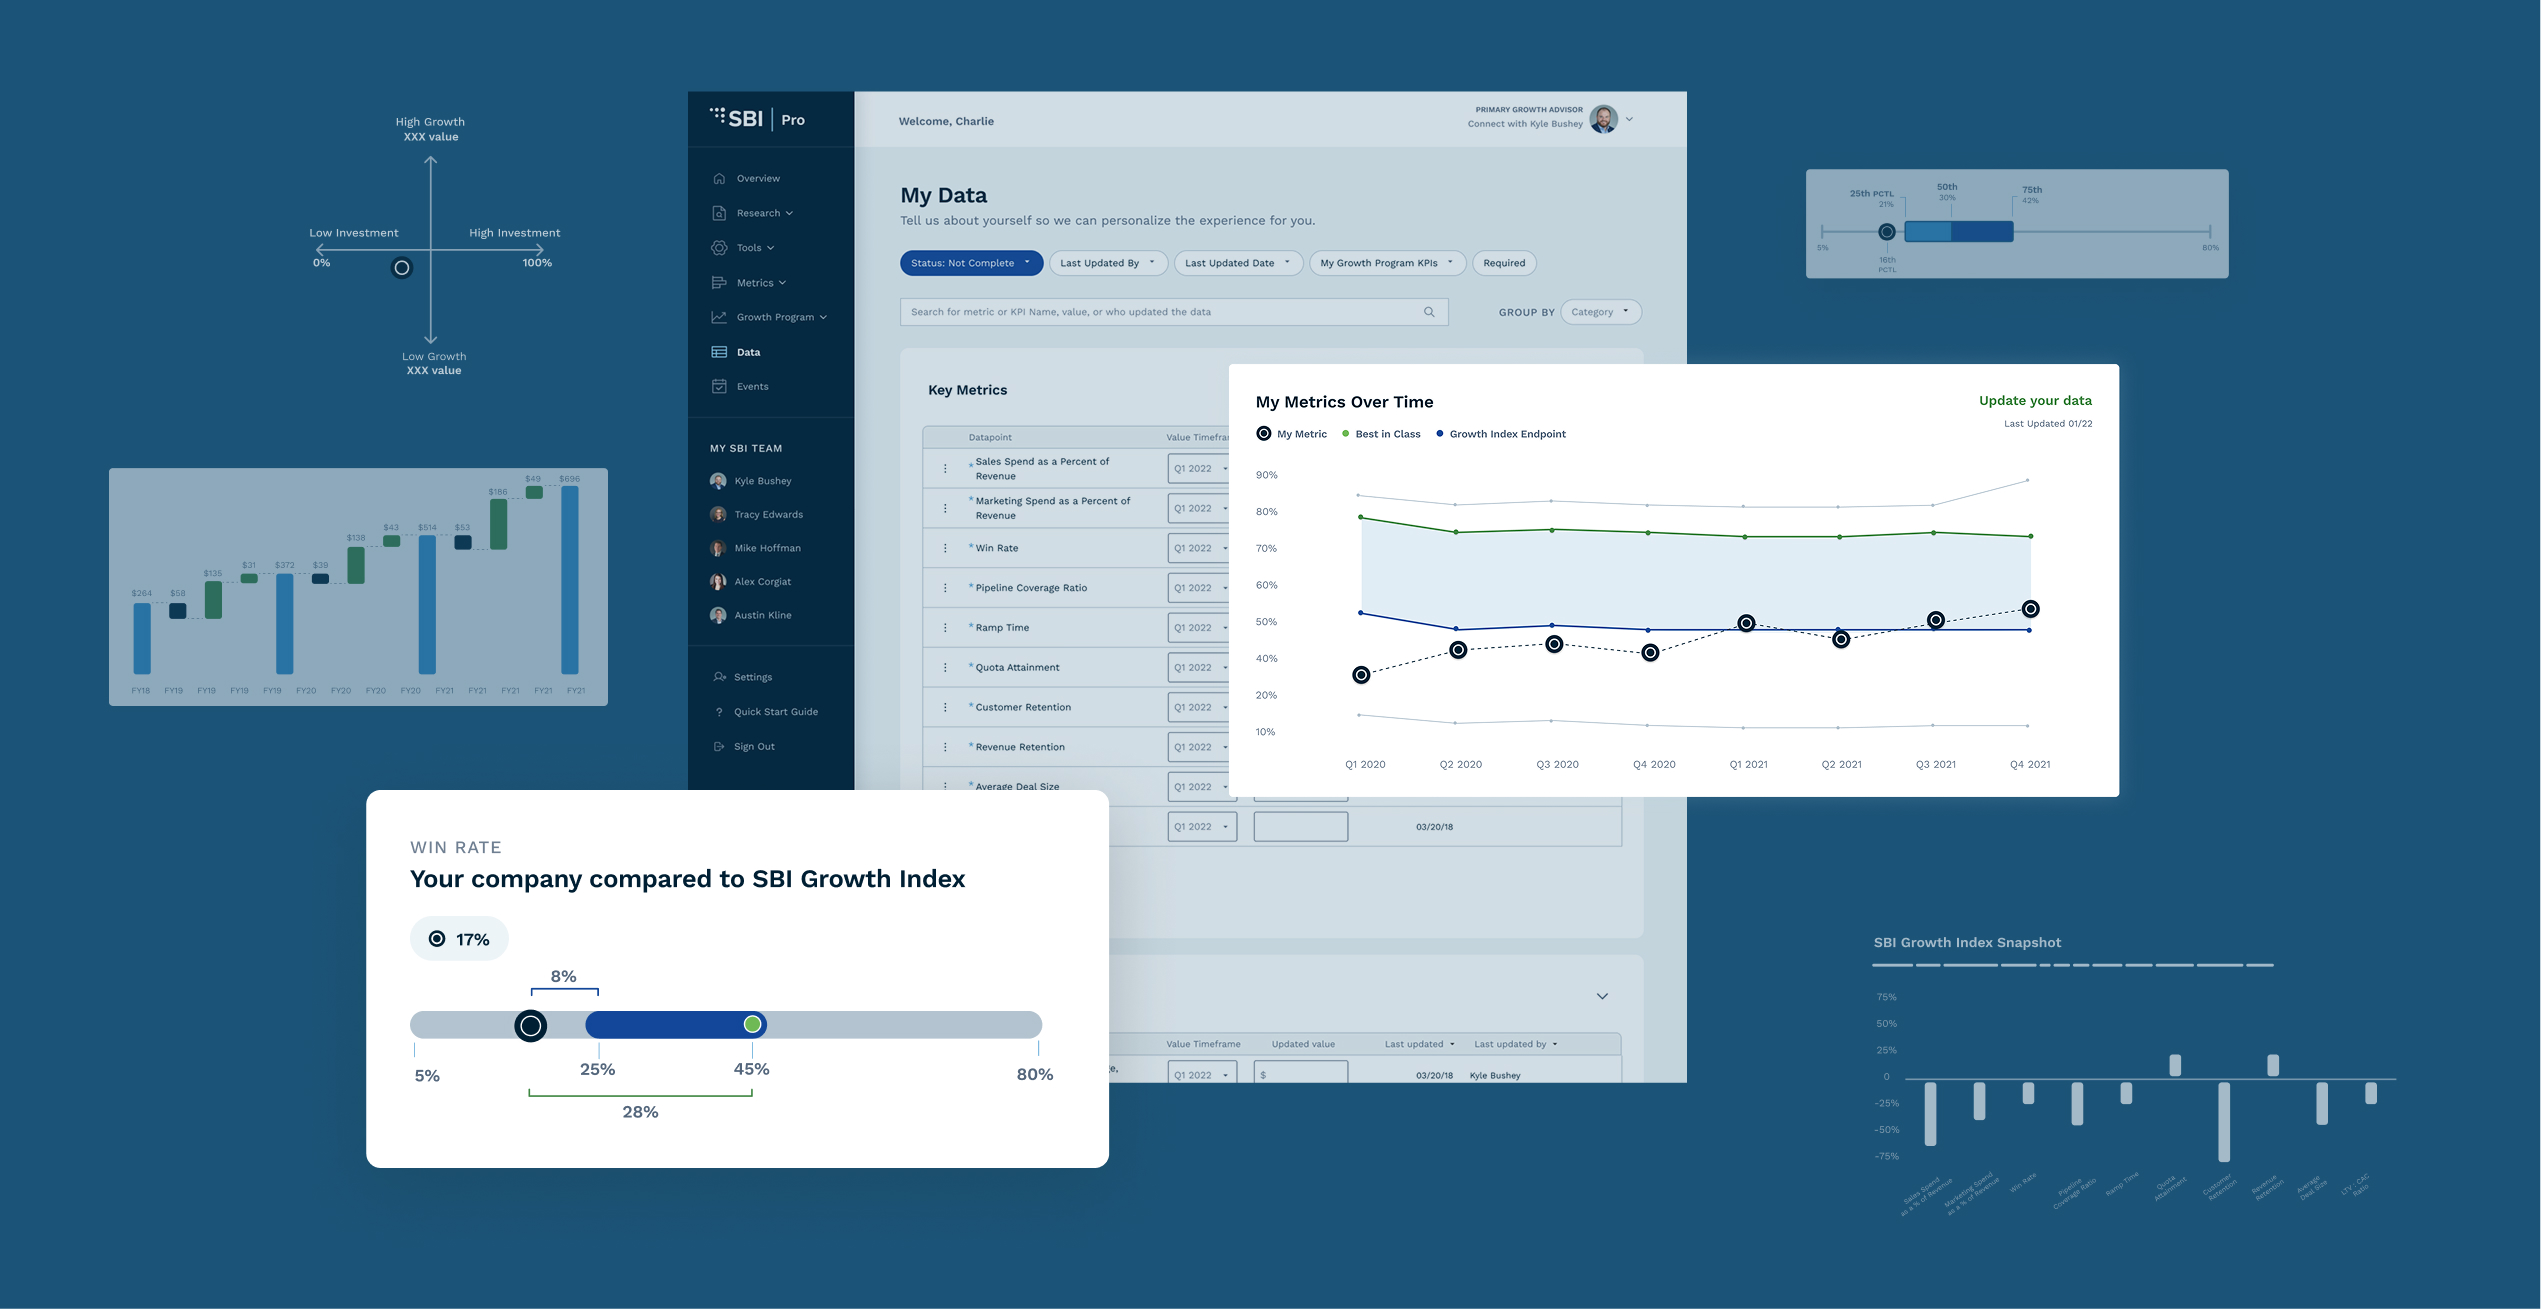 High Growth
XXX value
Low Investment
High Investment
0%
100%
Low Growth
XXX value
$264
$58
$135
$31
$372
$39
$138
$43
$514
$53
$186
$49
$696
FY18 FY19 FY19 FY19 FY19 FY20 FY20 FY20 FY20 FY21 FY21 FY21 FY21 FY21
SBI | Pro
Overview
Research
Tools
Metrics
Growth Program
Data
Events
MY SBI TEAM
Kyle Bushey
Tracy Edwards
Mike Hoffman
Alex Corgiat
Austin Kline
Settings
? Quick Start Guide
Sign Out
Welcome, Charlie
PRIMARY GROWTH ADVISOR
Connect with Kyle Bushey
My Data
Tell us about yourself so we can personalize the experience for you.
Status: Not Complete
Last Updated By
Last Updated Date
My Growth Program KPIs
Required
Search for metric or KPI Name, value, or who updated the data
GROUP BY
Category
Key Metrics
Datapoint
Value Timefra
*Sales Spend as a Percent of
Revenue
Q1 2022
*Marketing Spend as a Percent of
Revenue
Q1 2022
*Win Rate
Q1 2022
*Pipeline Coverage Ratio
Q1 2022
*Ramp Time
Q1 2022
*Quota Attainment
Q1 2022
*Customer Retention
Q1 2022
*Revenue Retention
Q1 2022
*Average Deal Size
Q1 2022
Q1 2022
03/20/18
Value Timeframe
Updated value
Last updated
Last updated by
e,
Q1 2022
$
03/20/18
Kyle Bushey
25th PCTL
21%
50th
30%
75th
42%
5%
16th
PCTL
80%
My Metrics Over Time
Update your data
Last Updated 01/22
My Metric
Best in Class
Growth Index Endpoint
90%
80%
70%
60%
50%
40%
20%
10%
Q1 2020
Q2 2020
Q3 2020
Q4 2020
Q1 2021
Q2 2021
Q3 2021
Q4 2021
WIN RATE
Your company compared to SBI Growth Index
17%
8%
5%
25%
45%
80%
28%
SBI Growth Index Snapshot
75%
50%
25%
0
-25%
-50%
-75%
Sales Spend
as a % of Revenue
Marketing Spend
as a % of Revenue
Win Rate
Pipeline
Coverage Ratio
Ramp Time
Quota
Attainment
Customer
Retention
Revenue
Retention
Average
Deal Size
LTV : CAC
Ratio